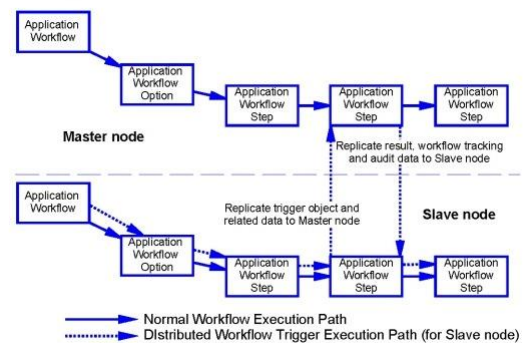 Application
Workflow
Application
Workflow
Option
Application
Workflow
Step
Application
Workflow
Step
Application
Workflow
Step
Master node
Replicate result, workflow tracking
and audit data to Slave node
Application
Workflow
Replicate trigger object and
related data to Master node
Slave node
Application
Workflow
Option
Application
Workflow
Step
Application
Workflow
Step
Application
Workflow
Step
Normal Workflow Execution Path
DIstributed Workflow Trigger Execution Path (for Slave node)